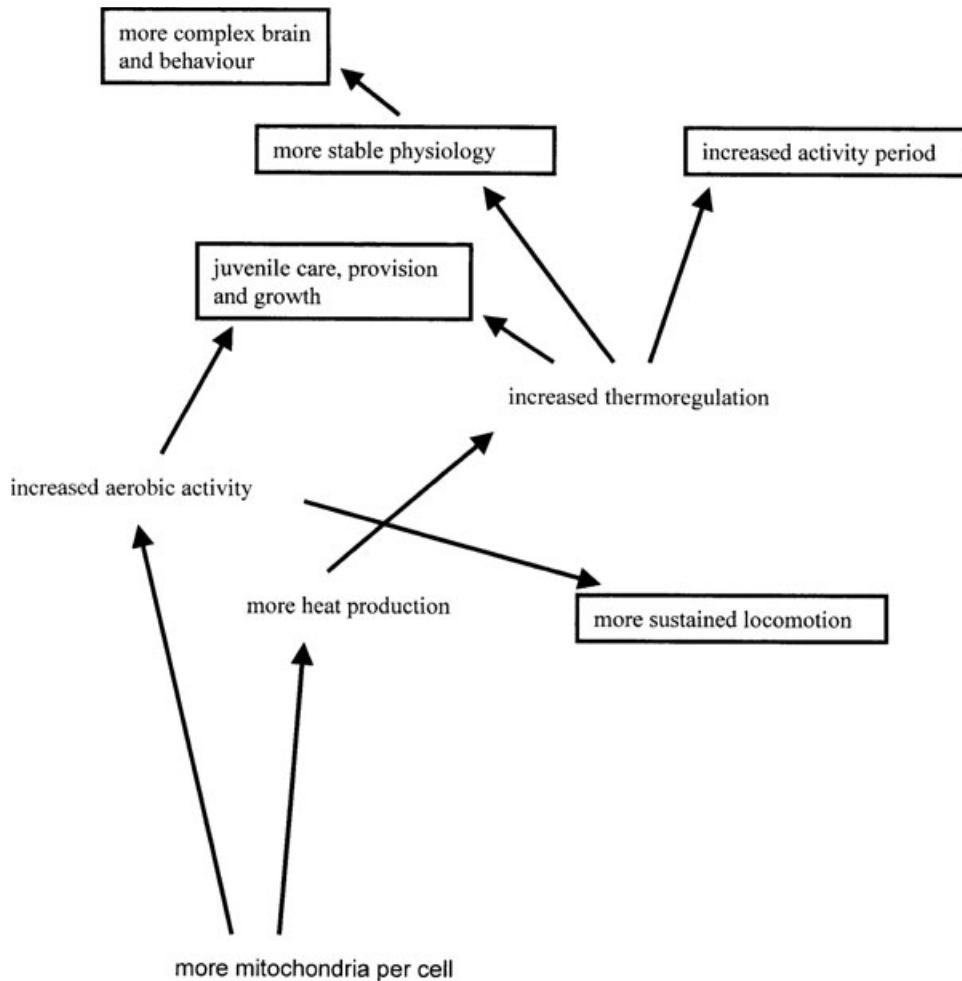 more complex brain
and behaviour
more stable physiology
increased activity period
juvenile care, provision
and growth
increased thermoregulation
increased aerobic activity
more heat production
more sustained locomotion
more mitochondria per cell